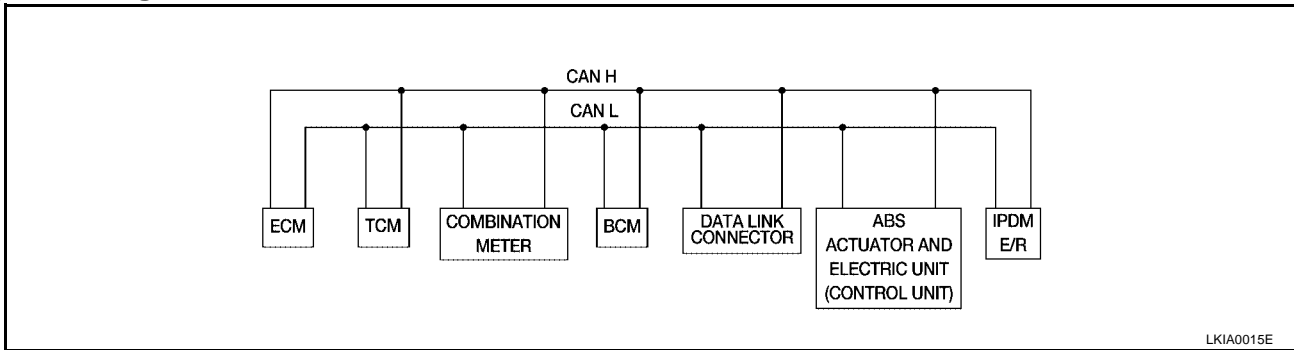 CAN H
CAN L
ECM
TCM
COMBINATION
METER
BCM
DATA LINK
CONNECTOR
ABS
ACTUATOR AND
ELECTRIC UNIT
(CONTROL UNIT)
IPDM
E/R
LKIA0015E